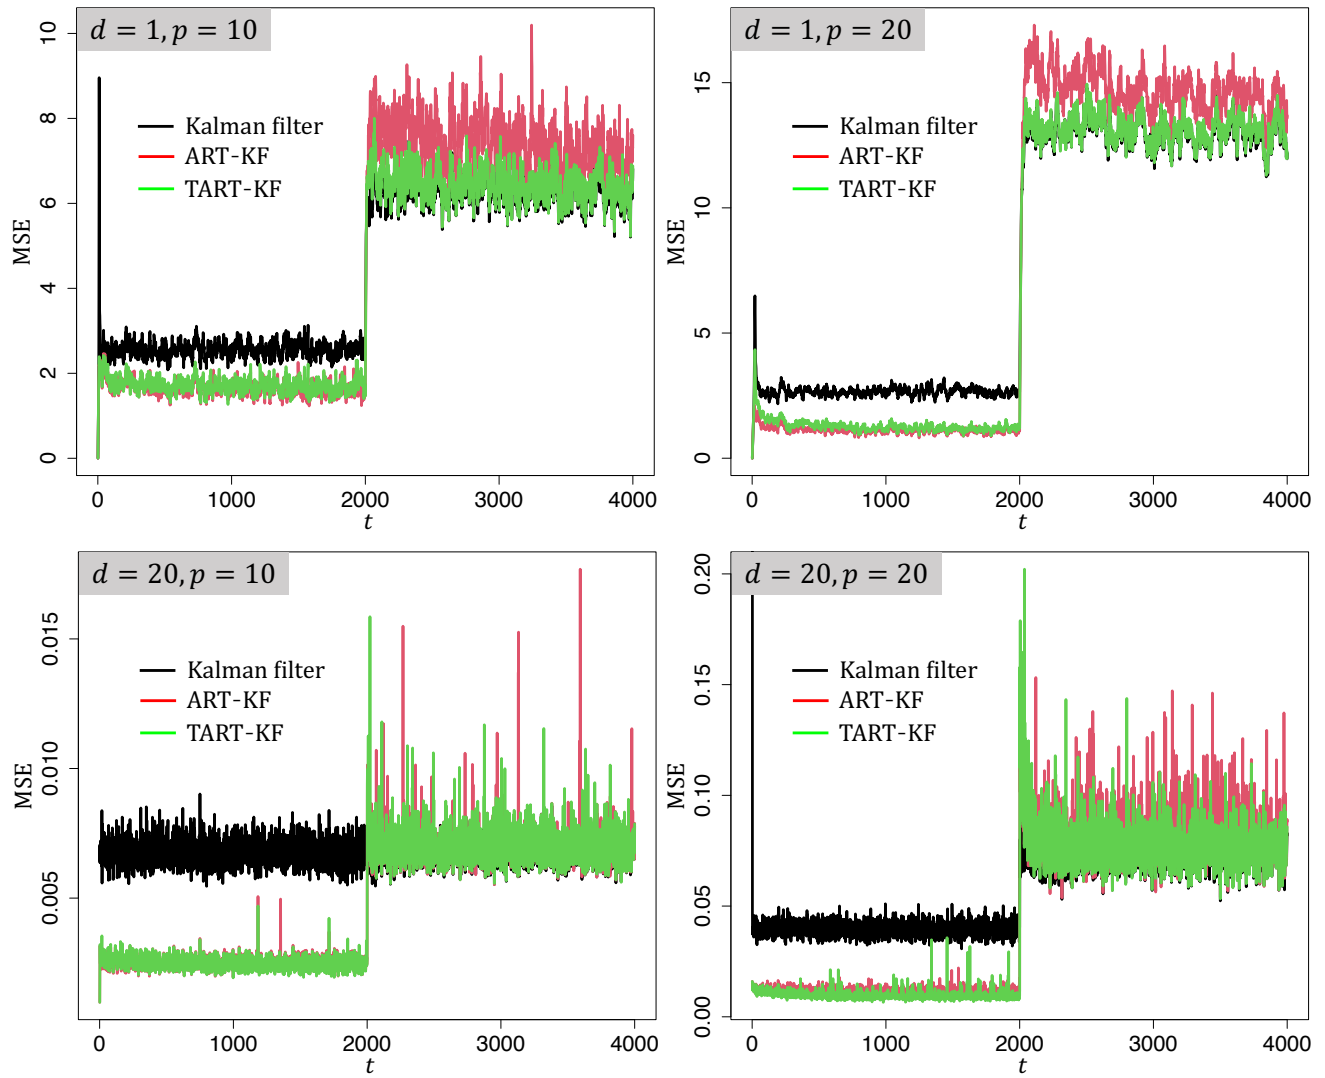 d = 1, p = 10
10
8
6
4
2
0
MSE
Kalman filter
ART-KF
TART-KF
0 1000 2000 3000 4000
t
d = 1, p = 20
15
10
5
0
MSE
Kalman filter
ART-KF
TART-KF
0 1000 2000 3000 4000
t
d = 20, p = 10
0.015
0.010
0.005
MSE
Kalman filter
ART-KF
TART-KF
0 1000 2000 3000 4000
t
d = 20, p = 20
0.20
0.15
0.10
0.05
0.00
MSE
Kalman filter
ART-KF
TART-KF
0 1000 2000 3000 4000
t